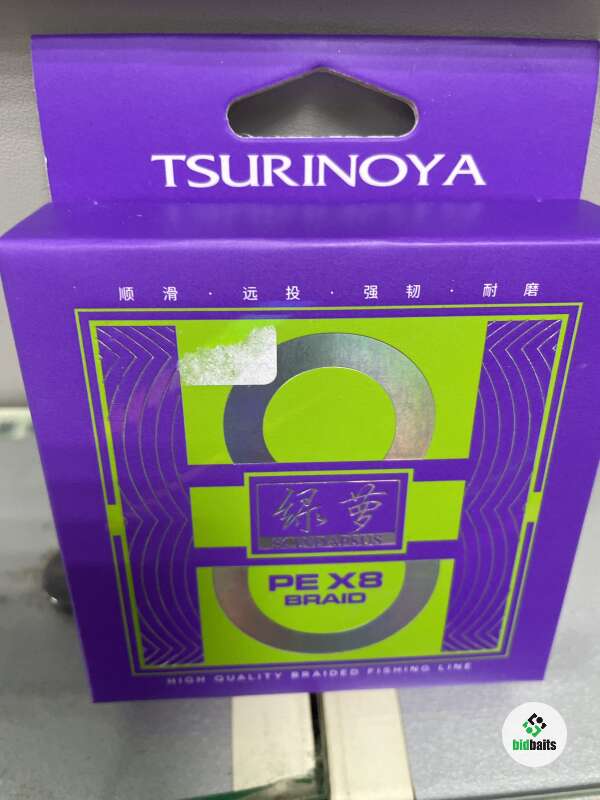 TSURINOYA
顺滑·远投·强韧·耐磨
绿萝
PE X8
BRAID
HIGH QUALITY BRAIDED FISHING LINE
bidbaits